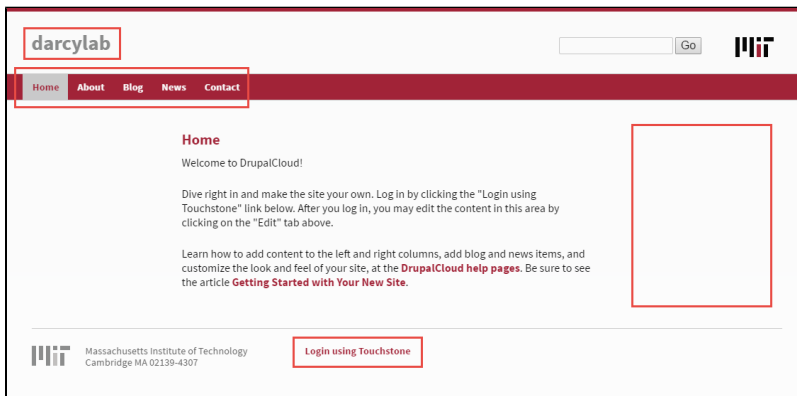 darcylab
Go
MIT
Home About Blog News Contact
Home
Welcome to DrupalCloud!
Dive right in and make the site your own. Log in by clicking the "Login using
Touchstone" link below. After you log in, you may edit the content in this area by
clicking on the "Edit" tab above.
Learn how to add content to the left and right columns, add blog and news items, and
customize the look and feel of your site, at the DrupalCloud help pages. Be sure to see
the article Getting Started with Your New Site.
MIT
Massachusetts Institute of Technology
Cambridge MA 02139-4307
Login using Touchstone